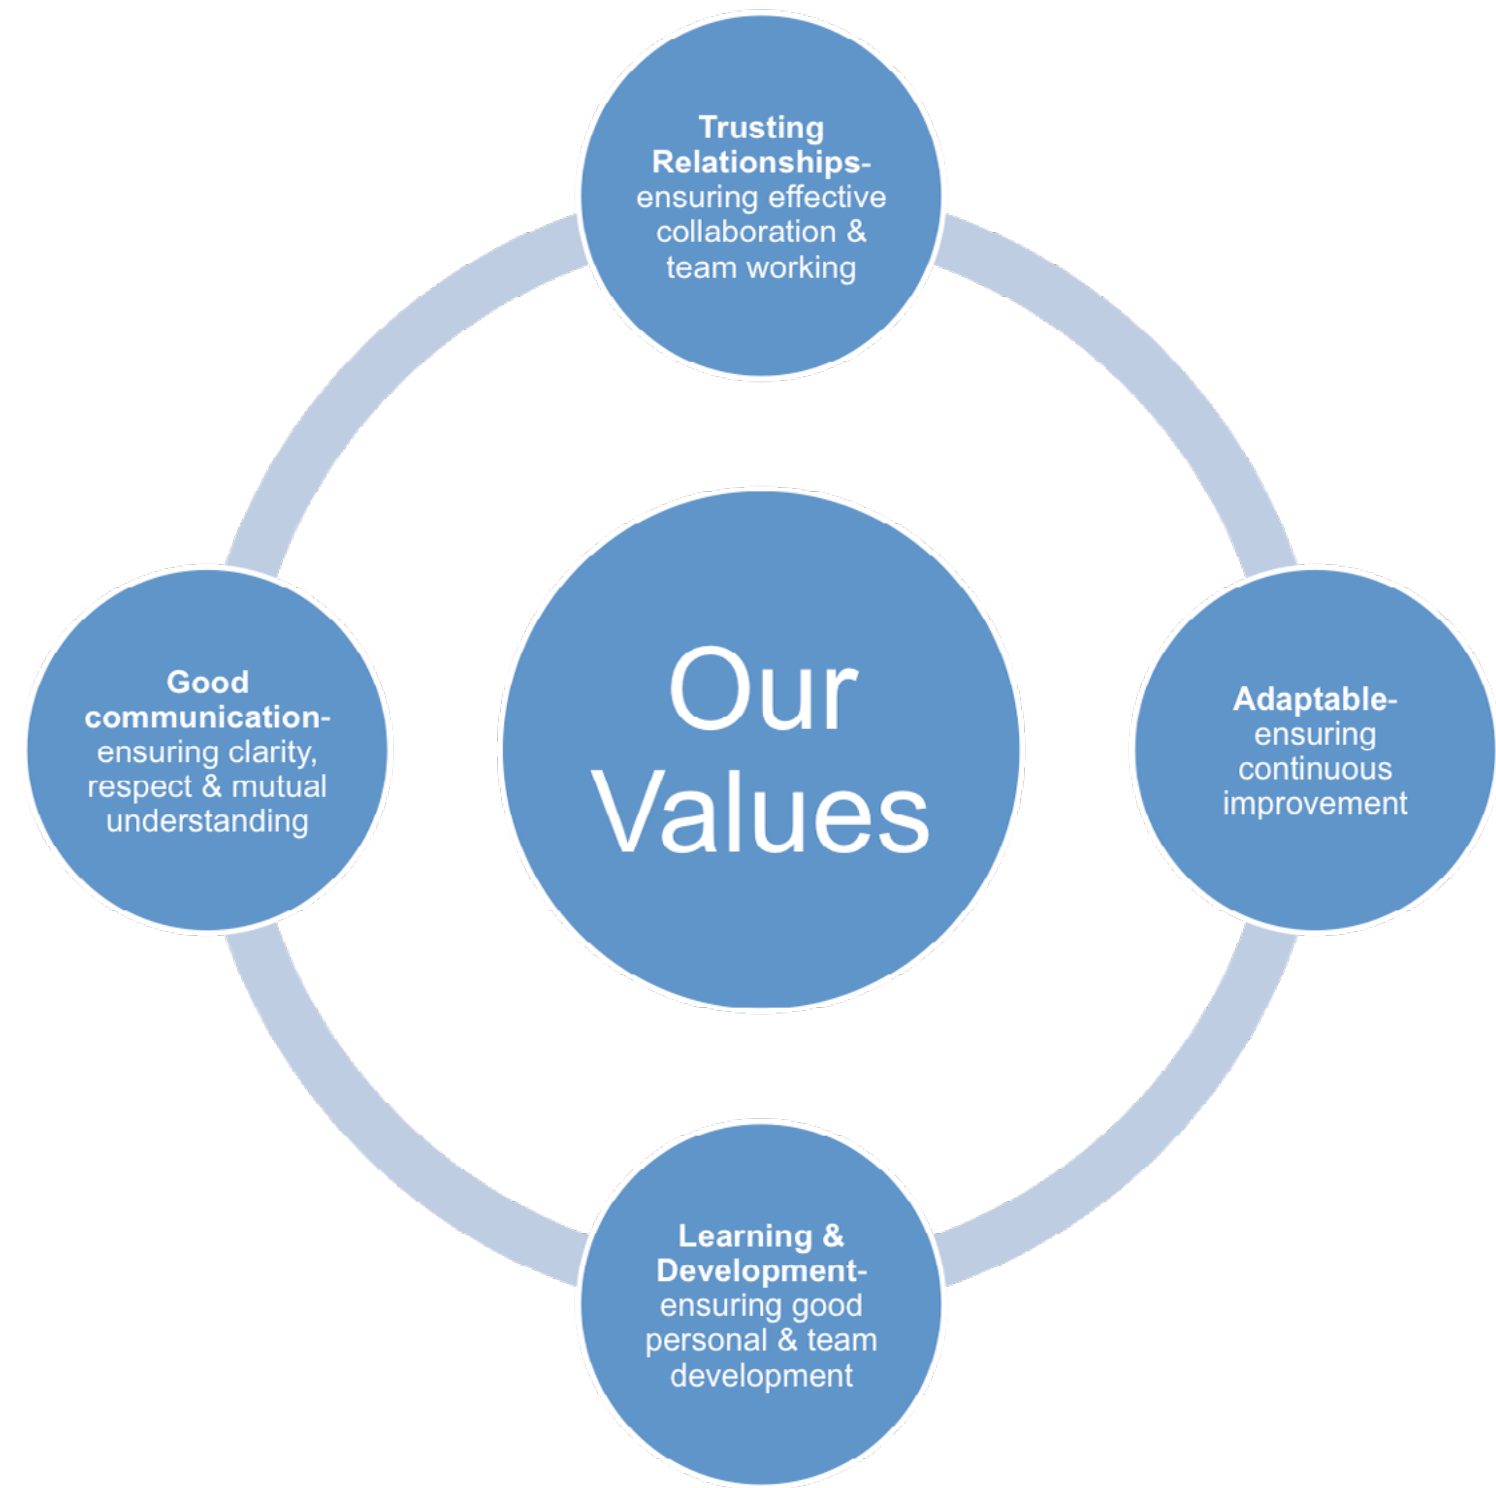 Trusting
Relationships-
ensuring effective
collaboration &
team working
Good
communication-
ensuring clarity,
respect & mutual
understanding
Our
Values
Adaptable-
ensuring
continuous
improvement
Learning &
Development-
ensuring good
personal & team
development